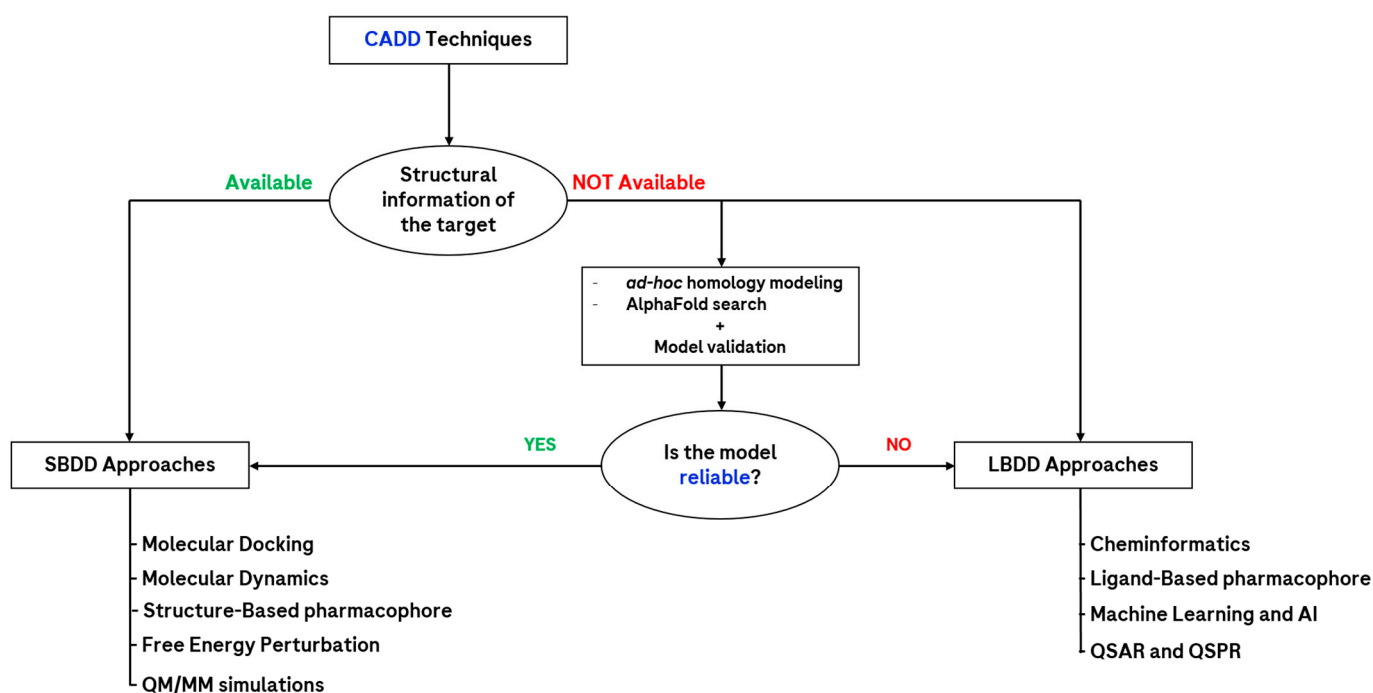 CADD Techniques
Available
Structural
information of
the target
NOT Available
- ad-hoc homology modeling
- AlphaFold search
+
Model validation
SBDD Approaches
YES
Is the model
reliable?
NO
LBDD Approaches
Molecular Docking
Molecular Dynamics
Structure-Based pharmacophore
Free Energy Perturbation
QM/MM simulations
Cheminformatics
Ligand-Based pharmacophore
Machine Learning and AI
QSAR and QSPR